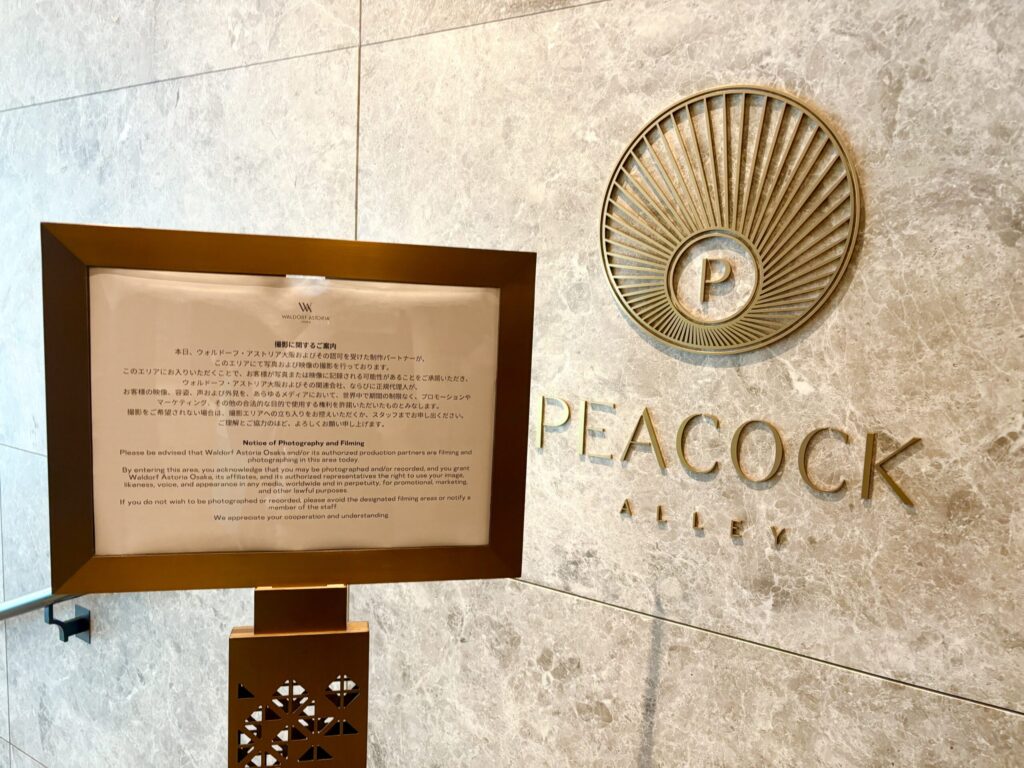 WALDORF ASTORIA
撮影に関するご案内
本日、ウォルドーフ・アストリア大阪およびその認可を受けた制作パートナーが、
このエリアにて写真および映像の撮影を行っております。
このエリアにお入りいただくことで、お客様が写真または映像に記録される可能性があることをご承諾いただき、
ウォルドーフ・アストリア大阪およびその関連会社、ならびに正規代理人が、
お客様の映像、容姿、声および外見を、あらゆるメディアにおいて、世界中で期間の制限なく、プロモーションや
マーケティング、その他の合法的な目的で使用する権利を許諾いただいたものとみなします。
撮影をご希望されない場合は、撮影エリアへの立ち入りをお控えいただくか、スタッフまでお申し出ください。
ご理解とご協力のほど、よろしくお願い申し上げます。
Notice of Photography and Filming
Please be advised that Waldorf Astoria Osaka and/or its authorized production partners are filming and
photographing in this area today.
By entering this area, you acknowledge that you may be photographed and/or recorded, and you grant
Waldorf Astoria Osaka, its affiliates, and its authorized representatives the right to use your image,
likeness, voice, and appearance in any media, worldwide and in perpetuity, for promotional, marketing,
and other lawful purposes.
If you do not wish to be photographed or recorded, please avoid the designated filming areas or notify a
member of the staff.
We appreciate your cooperation and understanding
P
PEACOCK
ALLEY